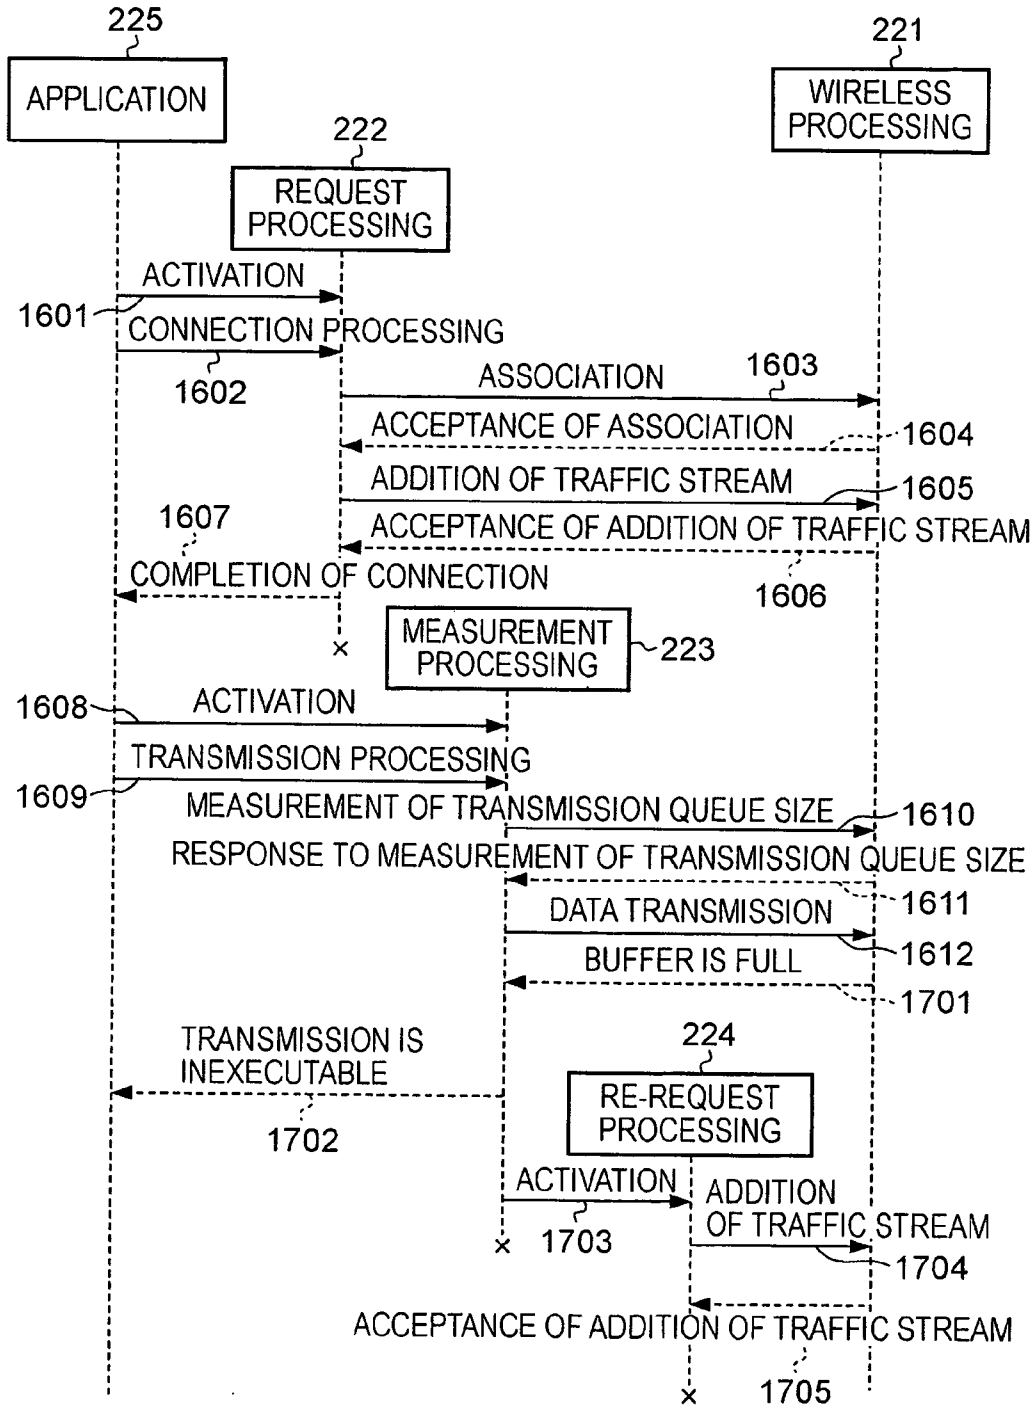 225
221
APPLICATION
WIRELESS
PROCESSING
222
REQUEST
PROCESSING
ACTIVATION
1601
CONNECTION PROCESSING
1602
ASSOCIATION
1603
ACCEPTANCE OF ASSOCIATION
1604
ADDITION OF TRAFFIC STREAM
1605
1607
ACCEPTANCE OF ADDITION OF TRAFFIC STREAM
COMPLETION OF CONNECTION
1606
MEASUREMENT
PROCESSING
223
ACTIVATION
1608
TRANSMISSION PROCESSING
1609
MEASUREMENT OF TRANSMISSION QUEUE SIZE
1610
RESPONSE TO MEASUREMENT OF TRANSMISSION QUEUE SIZE
1611
DATA TRANSMISSION
1612
BUFFER IS FULL
1701
TRANSMISSION IS
INEXECUTABLE
1702
224
RE-REQUEST
PROCESSING
ACTIVATION
1703
ADDITION
OF TRAFFIC STREAM
1704
ACCEPTANCE OF ADDITION OF TRAFFIC STREAM
1705